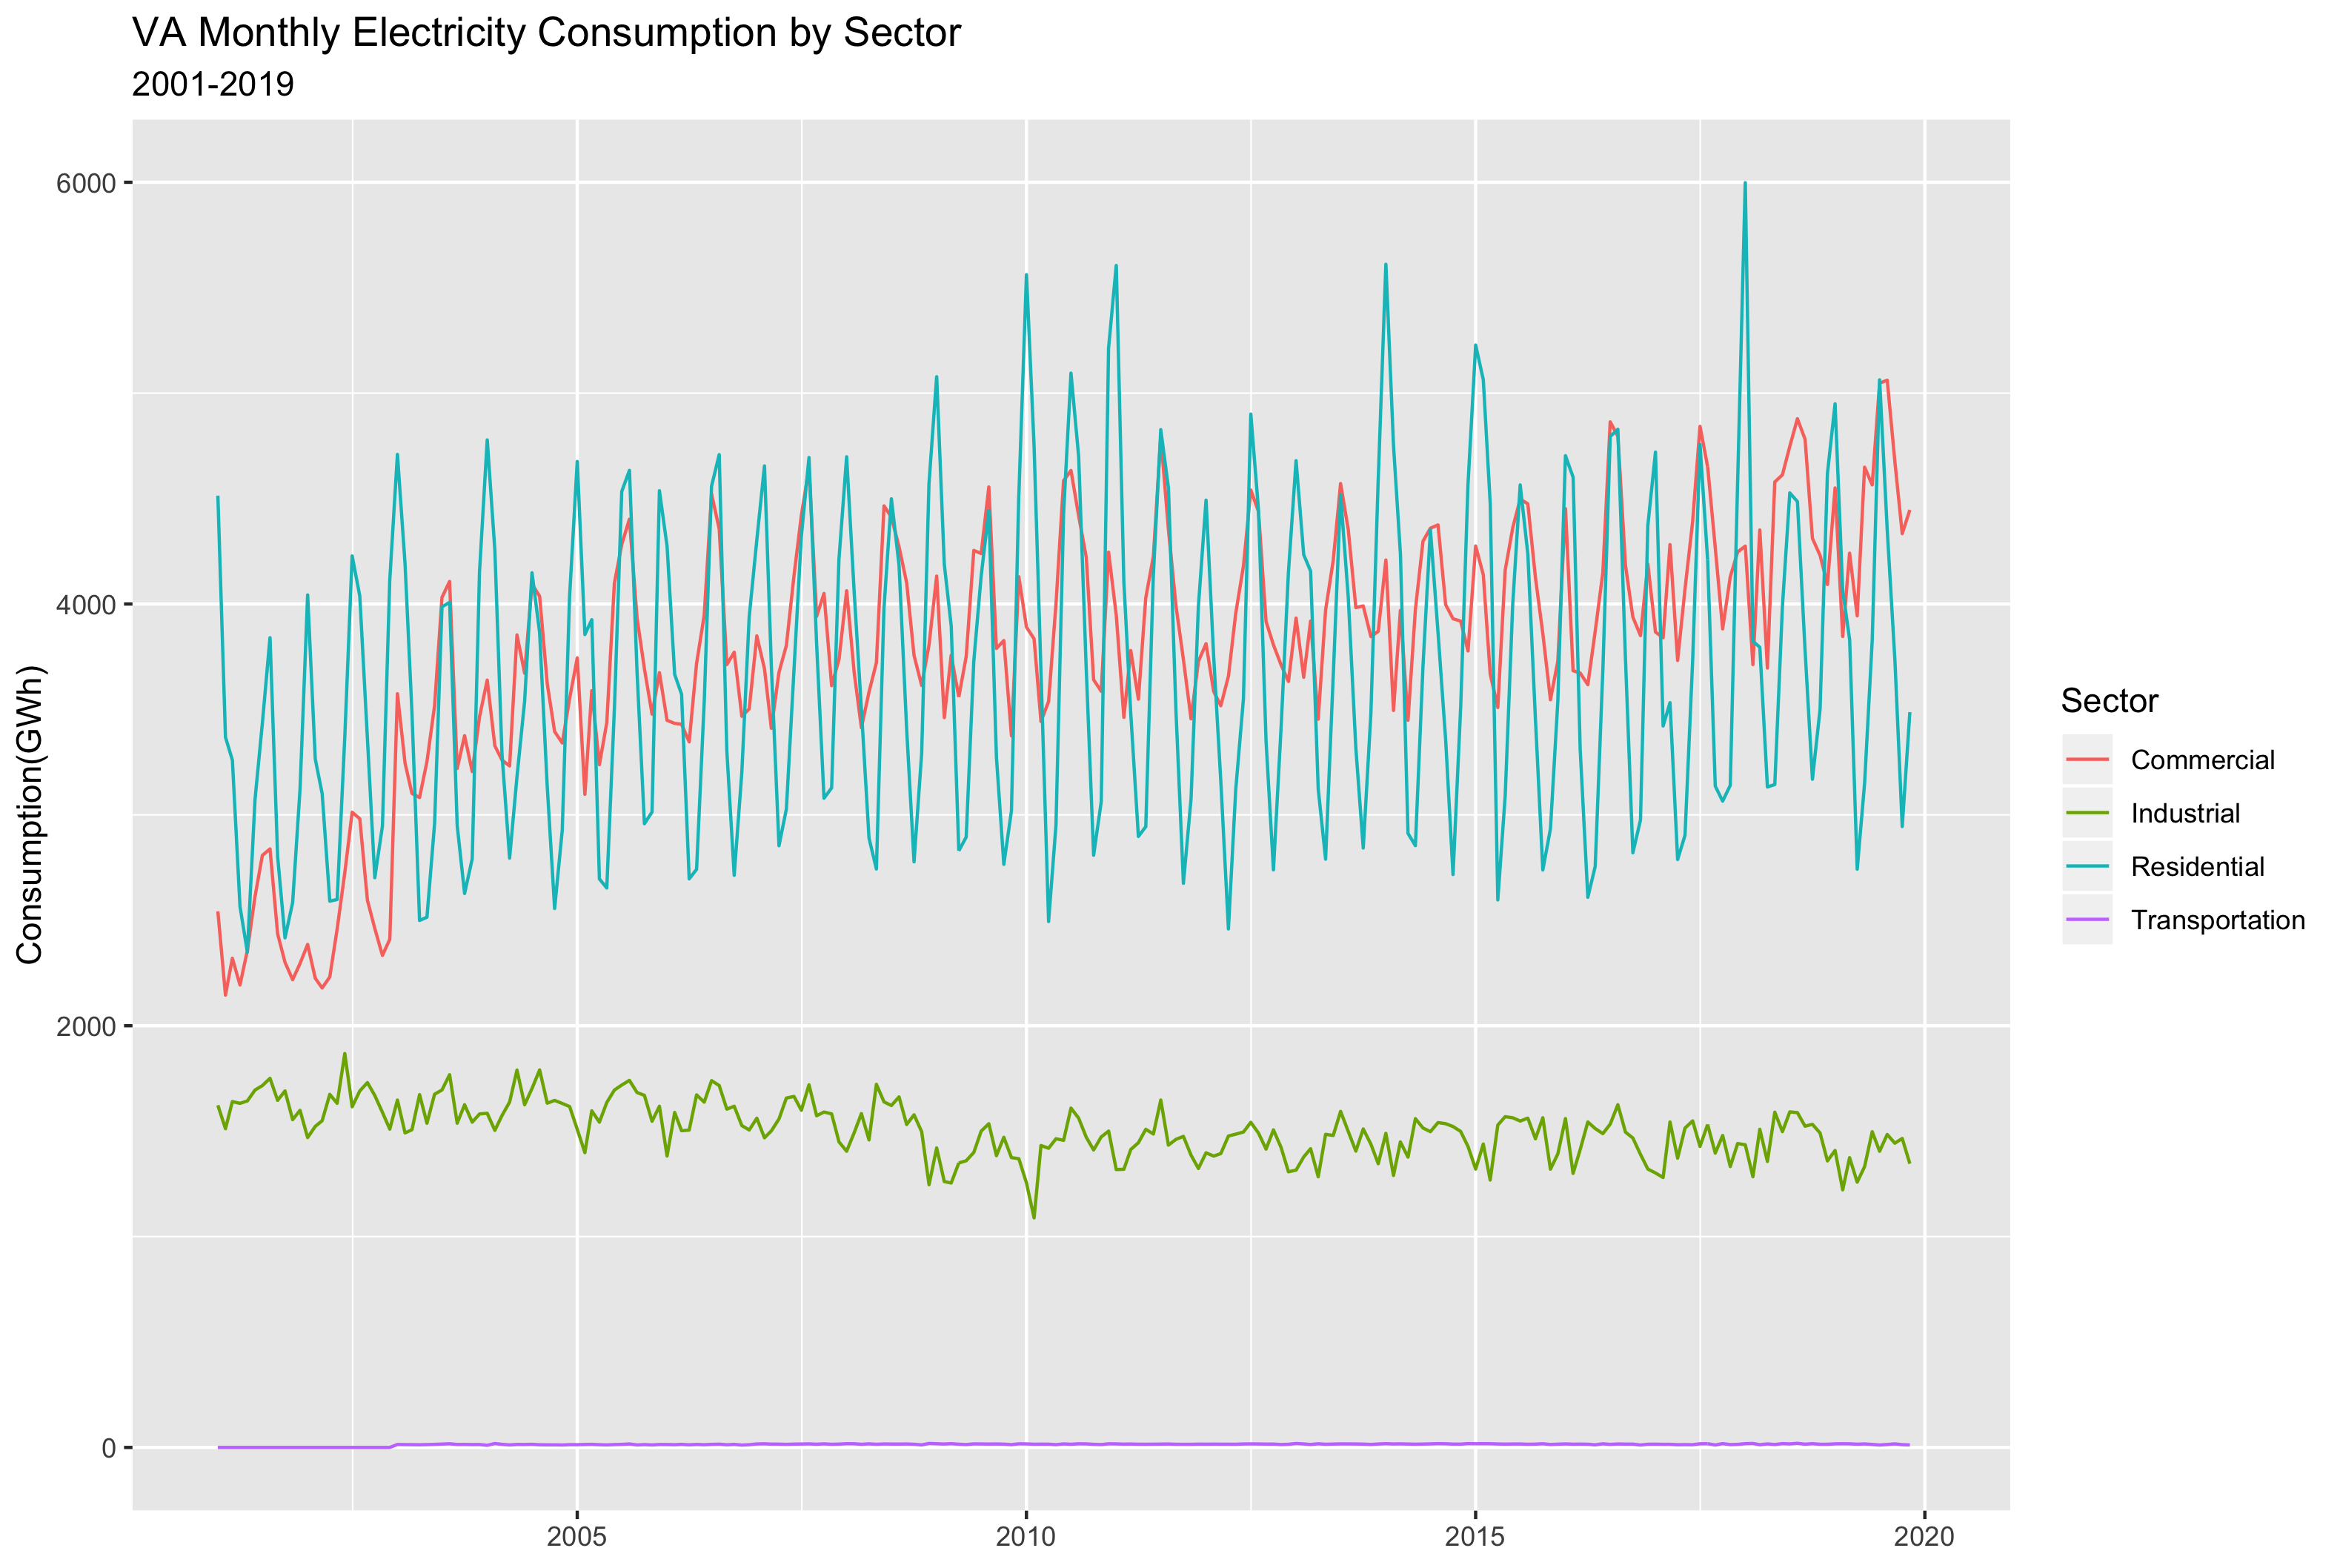 VA Monthly Electricity Consumption by Sector
2001-2019
Consumption(GWh)
6000
4000
2000
0
2005
2010
2015
2020
Sector
Commercial
Industrial
Residential
Transportation